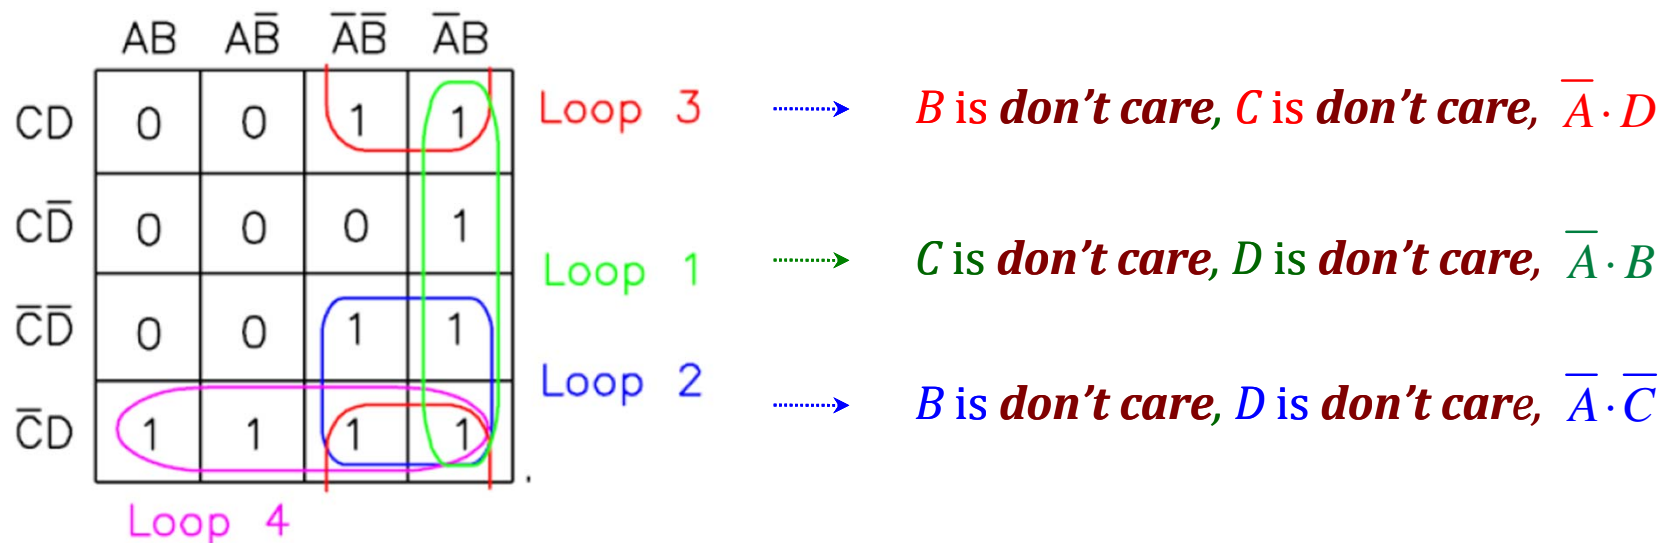 AB AB̅ A̅B̅ A̅B
CD 0 0 1 1 Loop 3 B is don’t care, C is don’t care, A̅ · D
CD̅ 0 0 0 1
Loop 1 C is don’t care, D is don’t care, A̅ · B
C̅D̅ 0 0 1 1
Loop 2 B is don’t care, D is don’t care, A̅ · C̅
C̅D 1 1 1 1 .
Loop 4